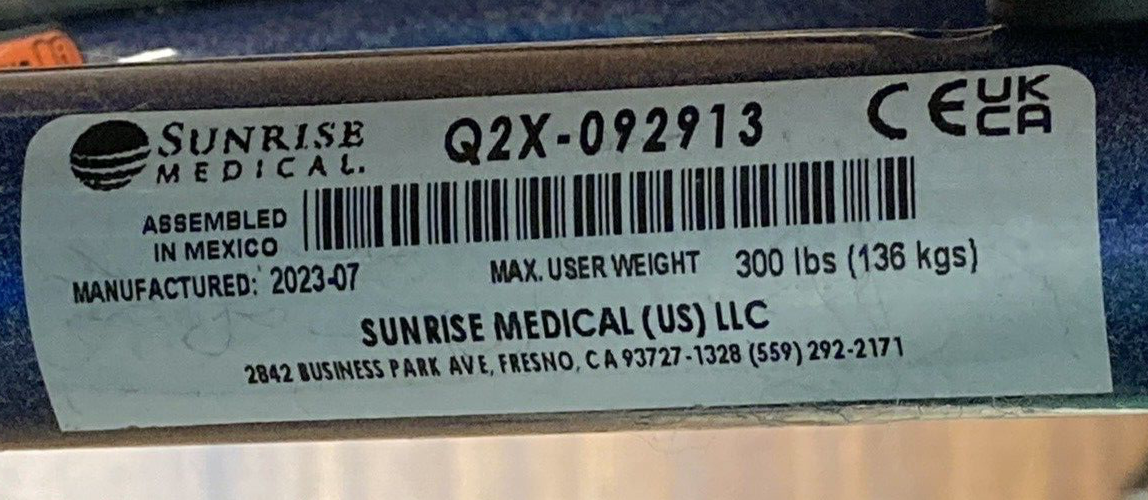 SUNRISE
MEDICAL.
Q2X-092913
CE UK
CA
ASSEMBLED
IN MEXICO
MANUFACTURED: 2023-07
MAX. USER WEIGHT 300 lbs (136 kgs)
SUNRISE MEDICAL (US) LLC
2842 BUSINESS PARK AVE, FRESNO, CA 93727-1328 (559) 292-2171